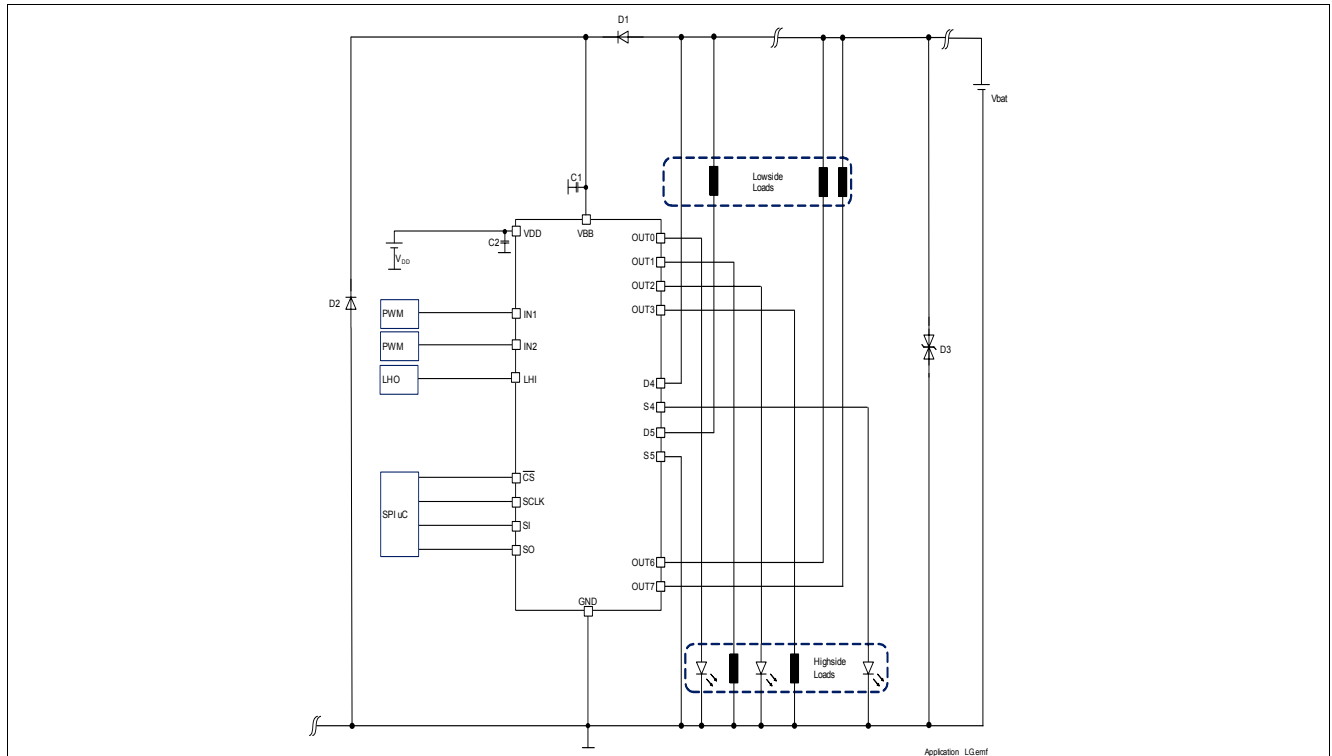 D1
Vbat
C1
Lowside
Loads
VDD
VBB
C2
OUT0
V_DD
OUT1
OUT2
D2
OUT3
PWM
IN1
PWM
IN2
D3
LHO
LHI
D4
S4
D5
S5
CS
SCLK
SPI uC
SI
SO
OUT6
OUT7
GND
Highside
Loads
Application_LG.emf